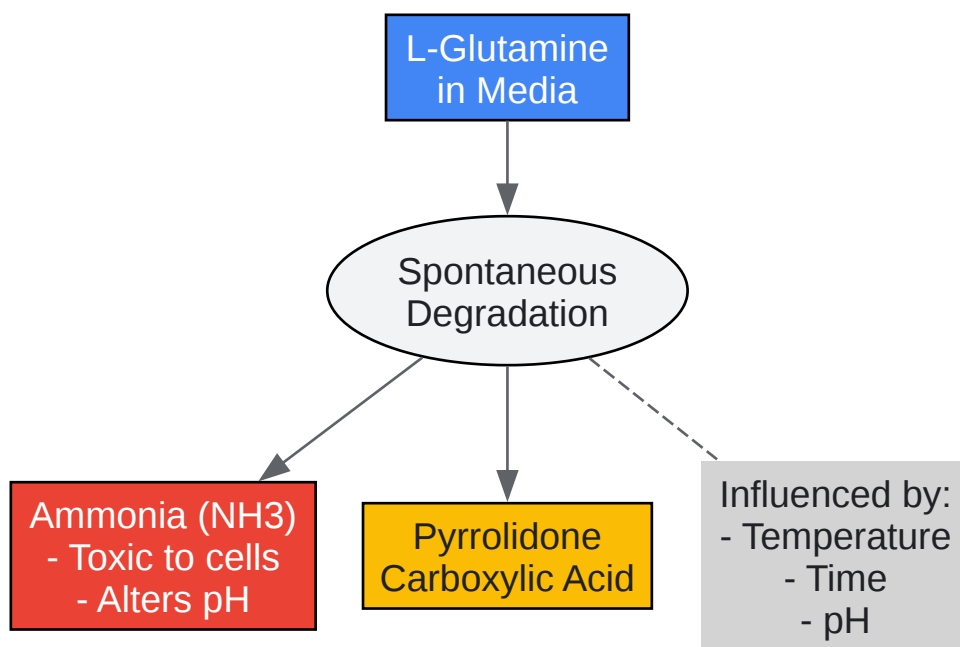 L-Glutamine
in Media
Spontaneous
Degradation
Ammonia (NH3)
- Toxic to cells
- Alters pH
Pyrrolidone
Carboxylic Acid
Influenced by:
- Temperature
- Time
- pH